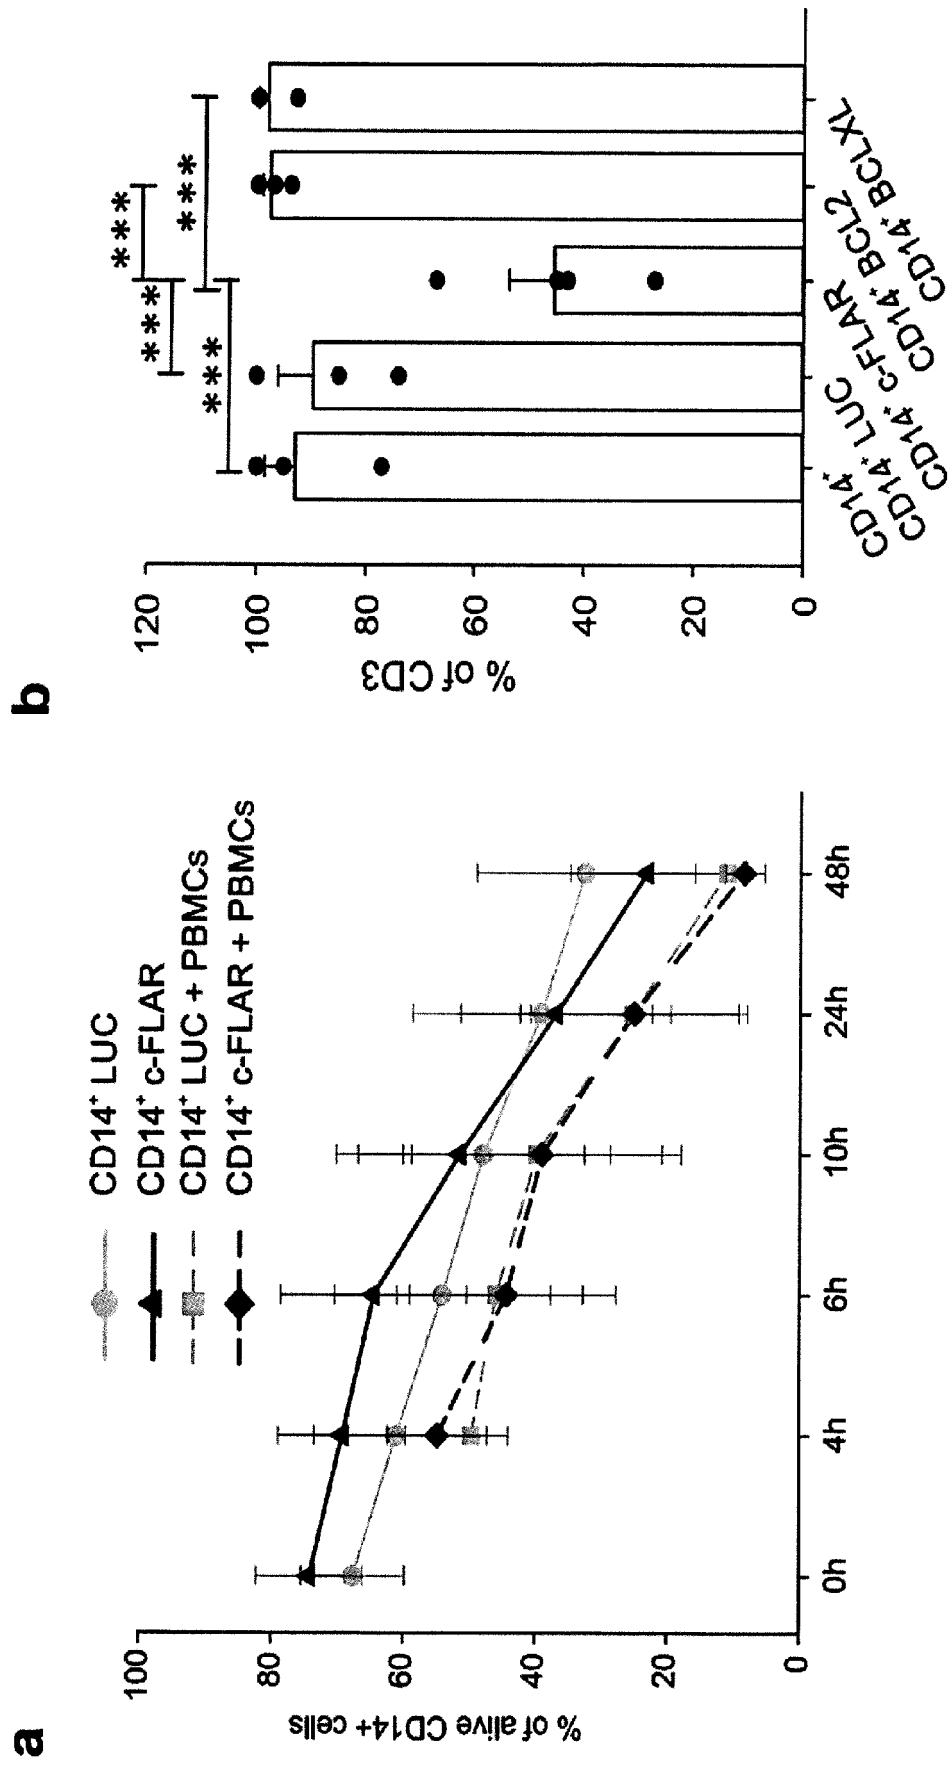 a
% of alive CD14+ cells
100
80
60
40
20
0
0h
4h
6h
10h
24h
48h
CD14⁺ LUC
CD14⁺ c-FLAR
CD14⁺ LUC + PBMCs
CD14⁺ c-FLAR + PBMCs
b
% of CD3
120
100
80
60
40
20
0
***
***
***
***
CD14⁺
CD14⁺ LUC
CD14⁺ c-FLAR
CD14⁺ BCL2
CD14⁺ BCLXL